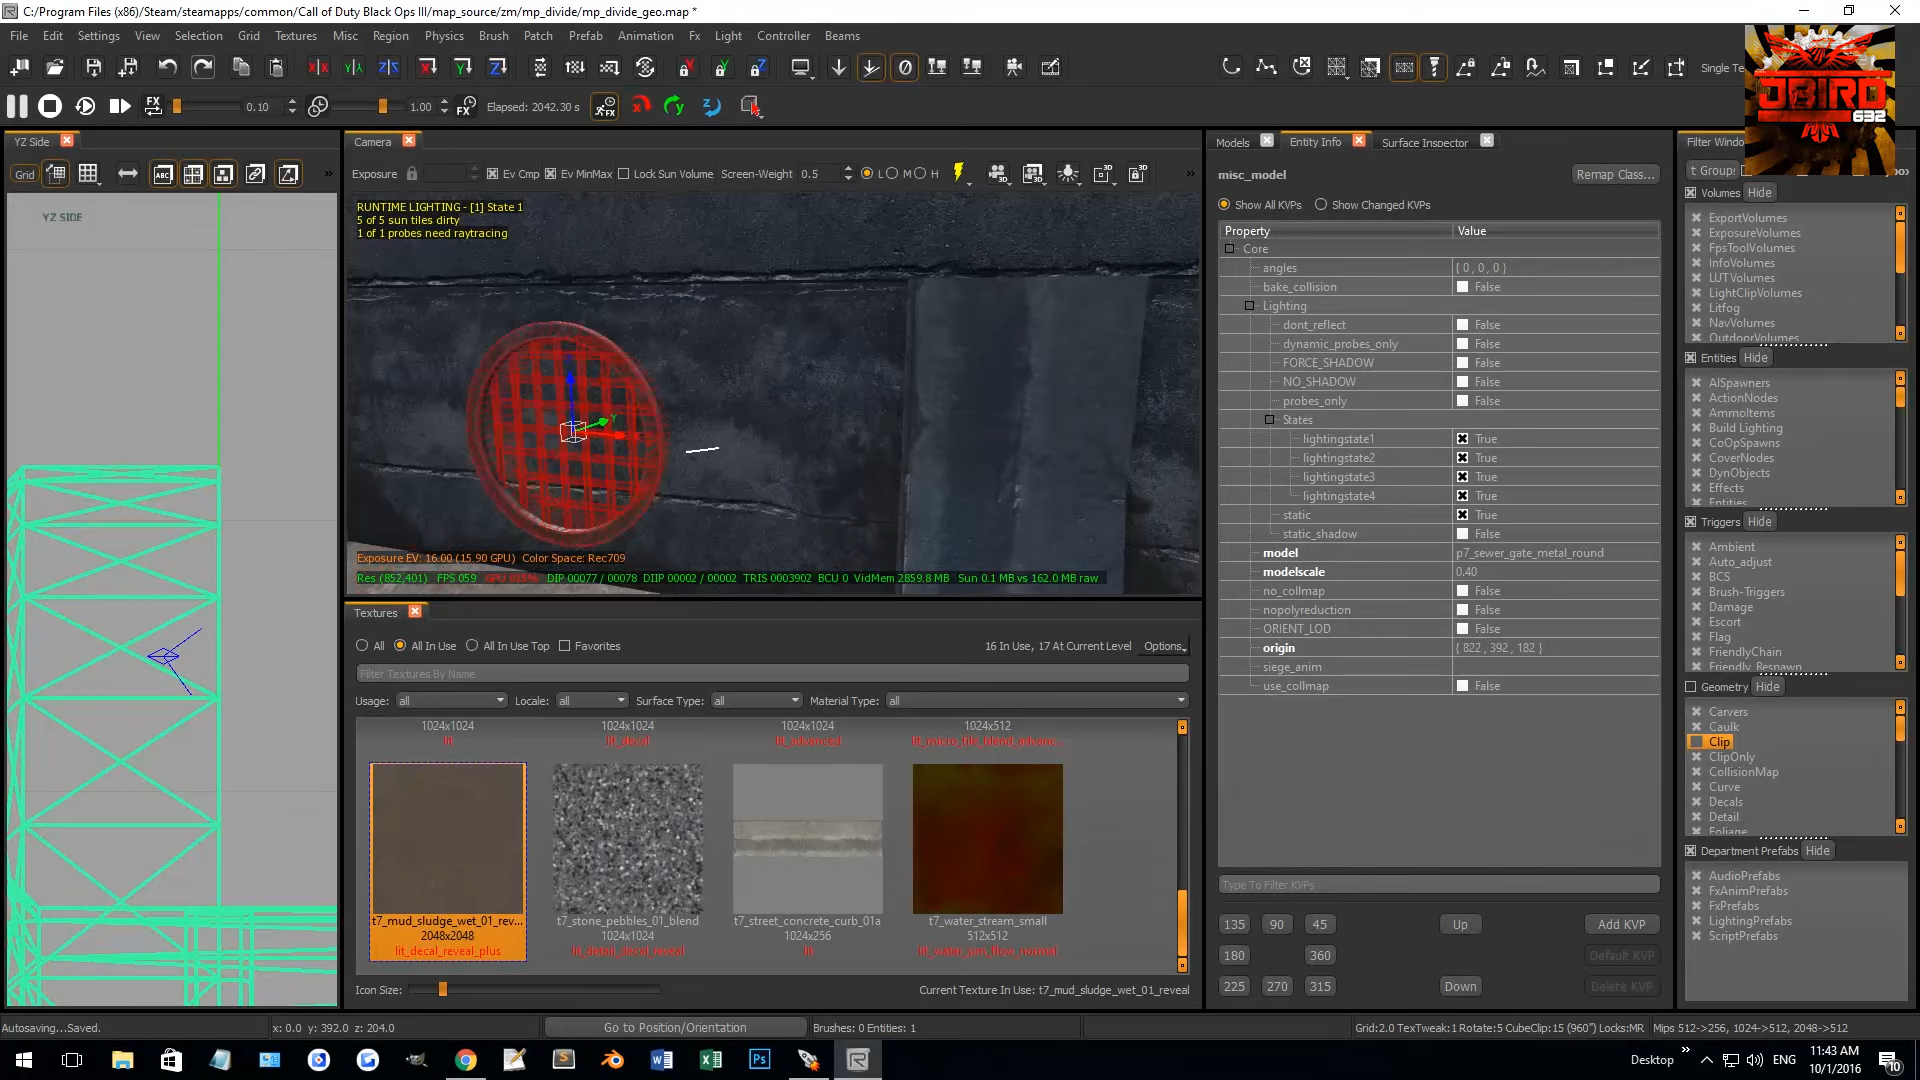 C:/Program Files (x86)/Steam/steamapps/common/Call of Duty Black Ops III/map_source/zm/mp_divide/mp_divide_geo.map *
File Edit Settings View Selection Grid Textures Misc Region Physics Brush Patch Prefab Animation Fx Light Controller Beams
Single Te
JBIRD
632
FX 0.10 1.00 FX Elapsed: 2042.30 s
YZ Side
Camera
Models
Entity Info
Surface Inspector
Filter Windo
Grid
Exposure Ev Cmp Ev MinMax Lock Sun Volume Screen-Weight 0.5 L M H
misc_model
Remap Class...
t Groups
YZ SIDE
RUNTIME LIGHTING - [1] State 1
5 of 5 sun tiles dirty
1 of 1 probes need raytracing
Show All KVPs Show Changed KVPs
Property Value
Core
angles { 0 , 0 , 0 }
bake_collision False
Lighting
dont_reflect False
dynamic_probes_only False
FORCE_SHADOW False
NO_SHADOW False
probes_only False
States
lightingstate1 True
lightingstate2 True
lightingstate3 True
lightingstate4 True
static True
static_shadow False
model p7_sewer_gate_metal_round
modelscale 0.40
no_collmap False
nopolyreduction False
ORIENT_LOD False
origin { 822 , 392 , 182 }
siege_anim
use_collmap False
Type To Filter KVPs
135 90 45 Up Add KVP
180 360 Default KVP
225 270 315 Down Delete KVP
Volumes Hide
ExportVolumes
ExposureVolumes
FpsToolVolumes
InfoVolumes
LUTVolumes
LightClipVolumes
Litfog
NavVolumes
OutdoorVolumes
Entities Hide
AISpawners
ActionNodes
AmmoItems
Build Lighting
CoOpSpawns
CoverNodes
DynObjects
Effects
Entities
Triggers Hide
Ambient
Auto_adjust
BCS
Brush-Triggers
Damage
Escort
Flag
FriendlyChain
Friendly_Respawn
Geometry Hide
Carvers
Caulk
Clip
ClipOnly
CollisionMap
Curve
Decals
Detail
Foliage
Department Prefabs Hide
AudioPrefabs
FxAnimPrefabs
FxPrefabs
LightingPrefabs
ScriptPrefabs
Y
Exposure EV: 16.00 (15.90 GPU) Color Space: Rec709
Res (852,401) FPS 059 DIP 00077 / 00078 DIIP 00002 / 00002 TRIS 0003902 BCU 0 VidMem 2859.8 MB Sun 0.1 MB vs 162.0 MB raw
Textures
All All In Use All In Use Top Favorites 16 In Use, 17 At Current Level Options
Filter Textures By Name
Usage: all Locale: all Surface Type: all Material Type: all
1024x1024 1024x1024 1024x1024 1024x512
lit lit_decal lit_advanced
t7_mud_sludge_wet_01_rev... t7_stone_pebbles_01_blend t7_street_concrete_curb_01a t7_water_stream_small
2048x2048 1024x1024 1024x256 512x512
lit_decal_reveal_plus lit_detail_decal_reveal lit lit_water_sim_flow_normal
Icon Size: Current Texture In Use: t7_mud_sludge_wet_01_reveal
Autosaving...Saved. x: 0.0 y: 392.0 z: 204.0 Go to Position/Orientation Brushes: 0 Entities: 1 Grid:2.0 TexTweak:1 Rotate:5 CubeClip:15 (960") Locks:MR Mips 512->256, 1024->512, 2048->512
Desktop ENG 11:43 AM
10/1/2016
10